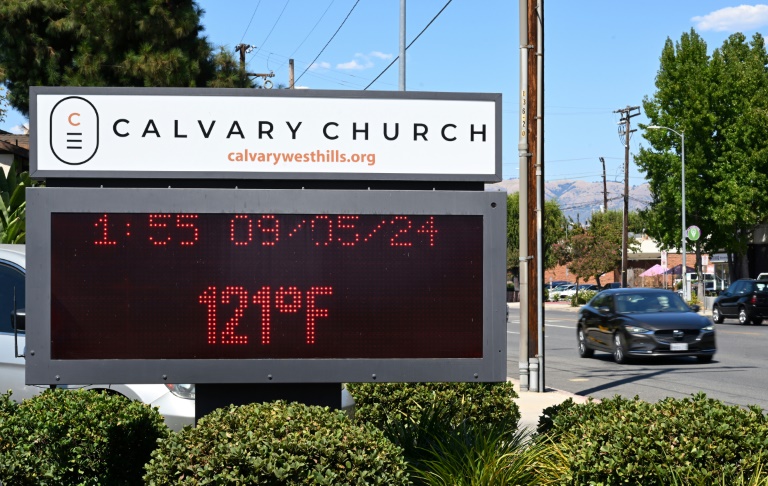 C
CALVARY CHURCH
calvarywesthills.org
1:55 09/05/24
121°F